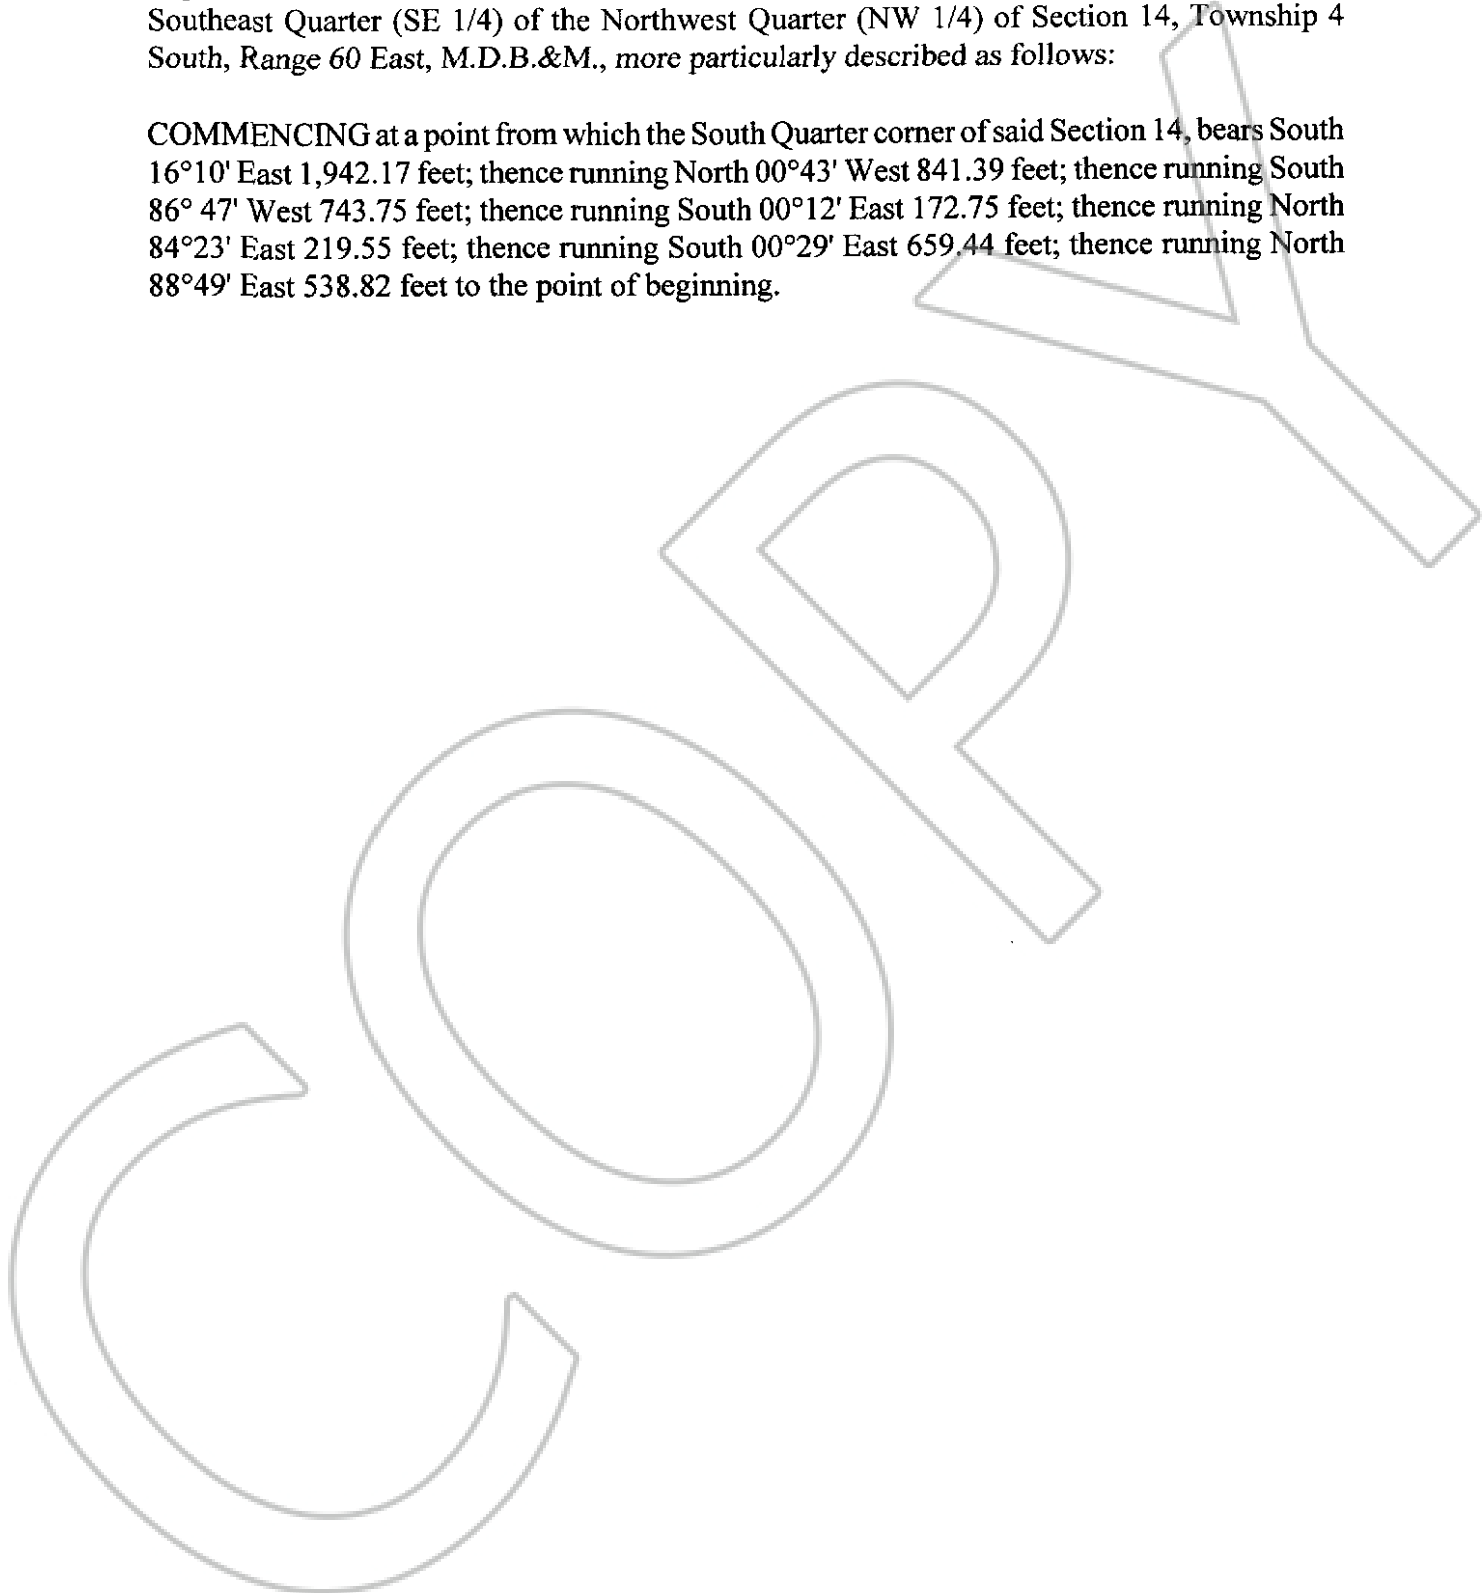 Southeast Quarter (SE 1/4) of the Northwest Quarter (NW 1/4) of Section 14, Township 4
South, Range 60 East, M.D.B.&M., more particularly described as follows:
COMMENCING at a point from which the South Quarter corner of said Section 14, bears South
16°10' East 1,942.17 feet; thence running North 00°43' West 841.39 feet; thence running South
86° 47' West 743.75 feet; thence running South 00°12' East 172.75 feet; thence running North
84°23' East 219.55 feet; thence running South 00°29' East 659.44 feet; thence running North
88°49' East 538.82 feet to the point of beginning.
COPY